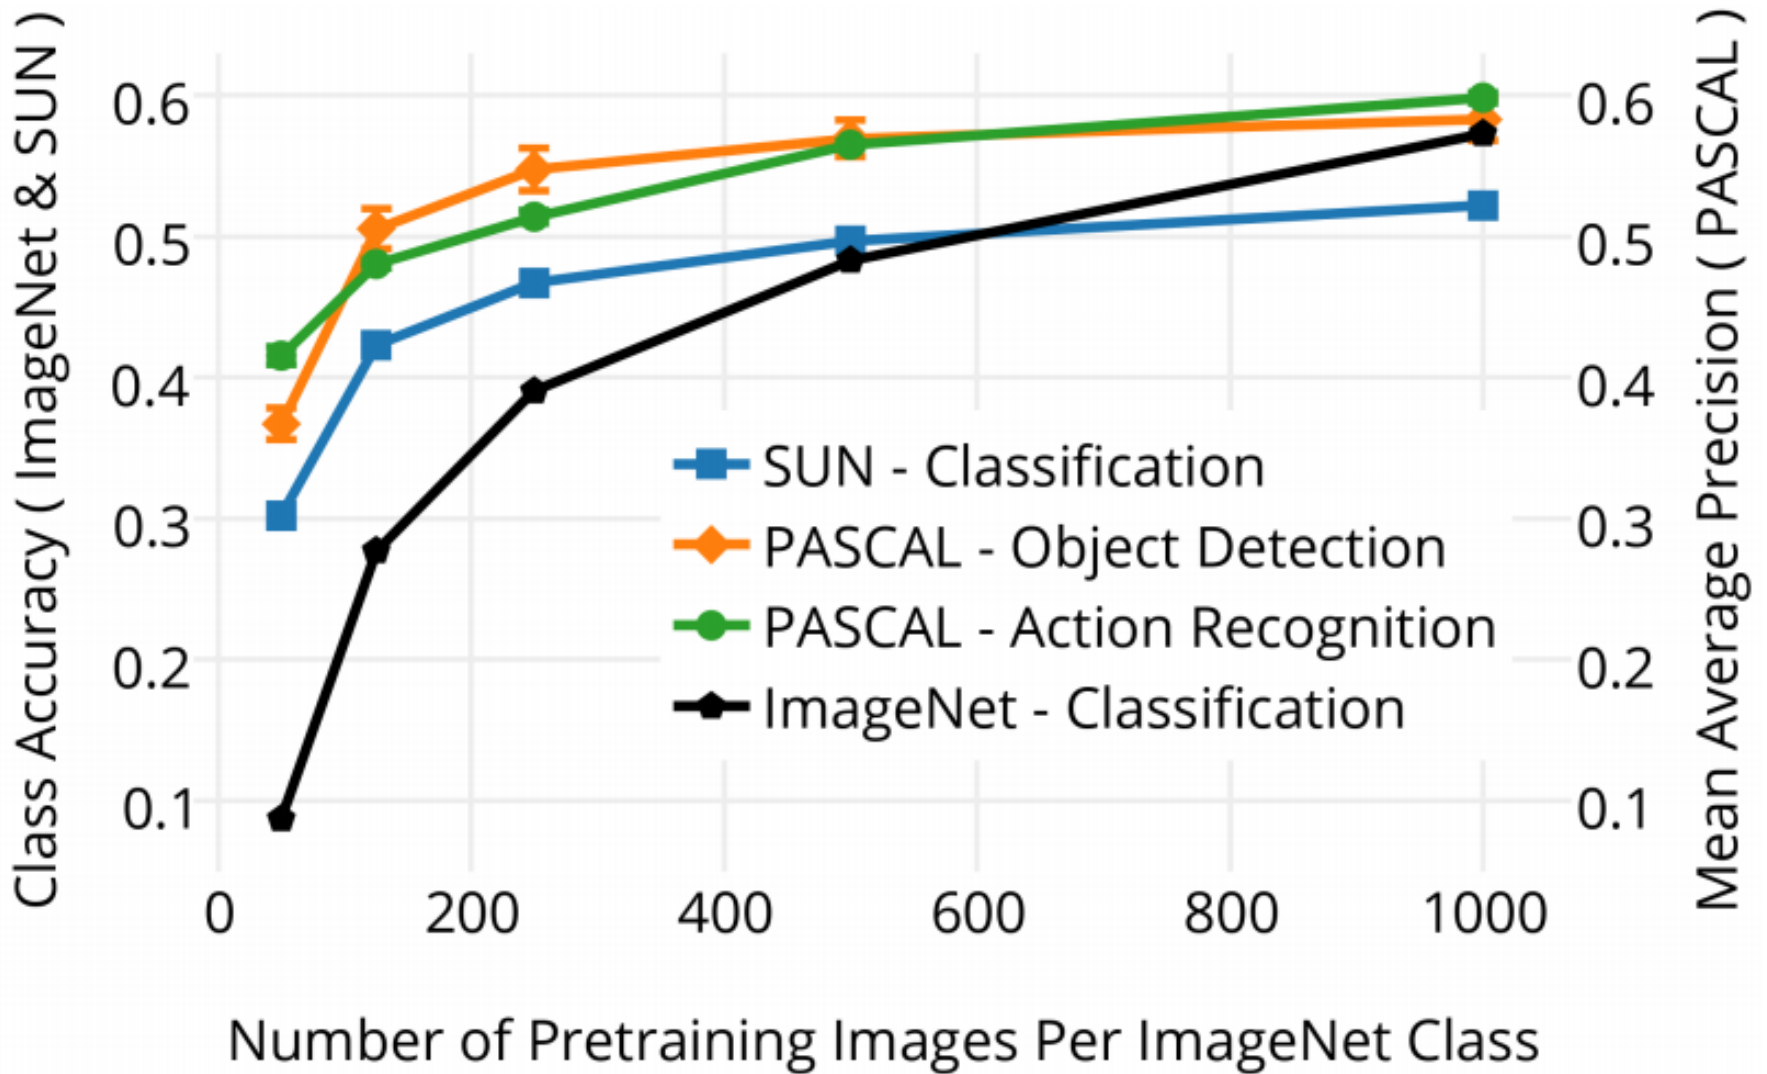 Class Accuracy ( ImageNet & SUN )
0.6
0.5
0.4
0.3
0.2
0.1
SUN - Classification
PASCAL - Object Detection
PASCAL - Action Recognition
ImageNet - Classification
0.6
0.5
0.4
0.3
0.2
0.1
Mean Average Precision ( PASCAL )
0 200 400 600 800 1000
Number of Pretraining Images Per ImageNet Class